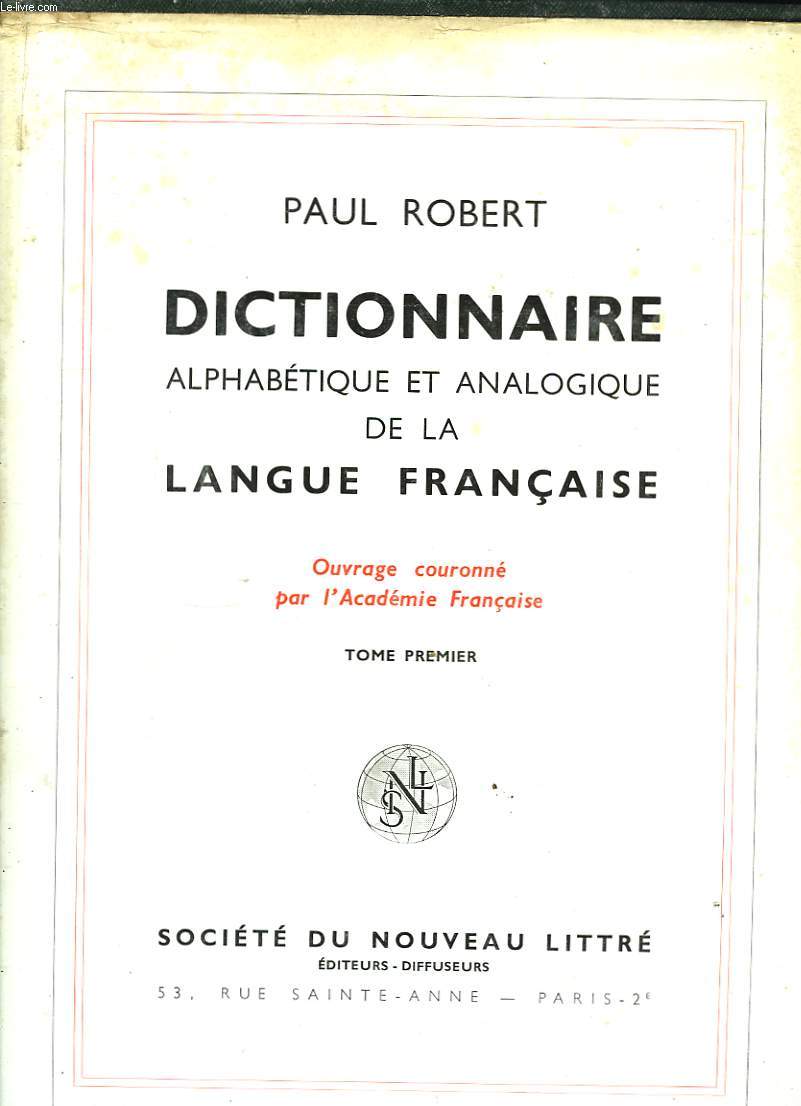 Le-livre.com
PAUL ROBERT
DICTIONNAIRE
ALPHABÉTIQUE ET ANALOGIQUE
DE LA
LANGUE FRANÇAISE
Ouvrage couronné
par l'Académie Française
TOME PREMIER
SNL
SOCIÉTÉ DU NOUVEAU LITTRÉ
ÉDITEURS - DIFFUSEURS
53, RUE SAINTE-ANNE — PARIS-2E